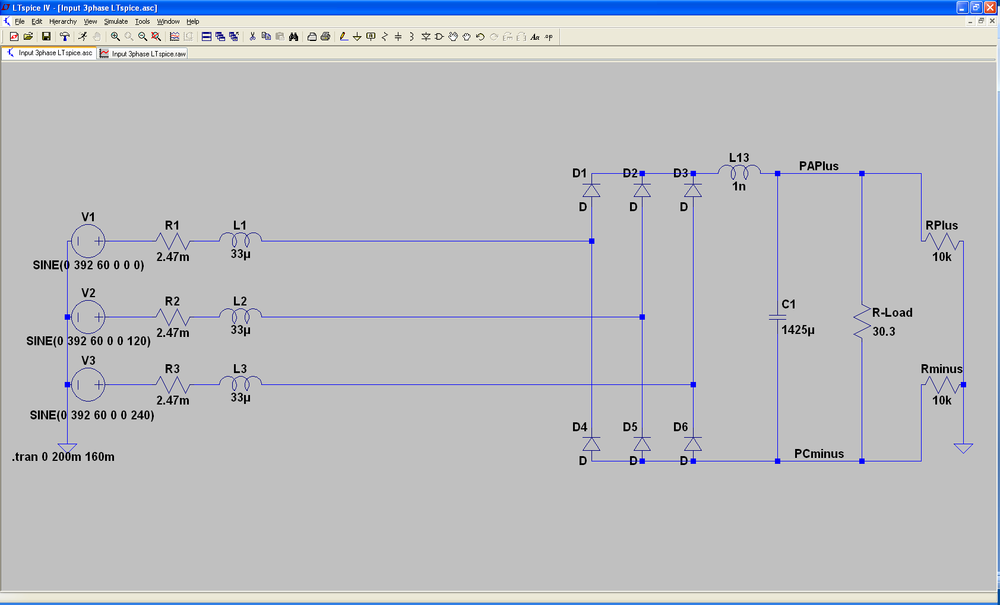 LTspice IV - [Input 3phase LTspice.asc]
File Edit Hierarchy View Simulate Tools Window Help
Aa .op
Input 3phase LTspice.asc Input 3phase LTspice.raw
L13
PAPlus
D1 D2 D3
1n
D D D
V1
R1 L1
RPlus
2.47m 33µ
10k
SINE(0 392 60 0 0 0)
V2
R2 L2
C1
R-Load
2.47m 33µ
1425µ
30.3
SINE(0 392 60 0 0 120)
V3
R3 L3
Rminus
2.47m 33µ
10k
SINE(0 392 60 0 0 240)
D4 D5 D6
PCminus
.tran 0 200m 160m
D D D